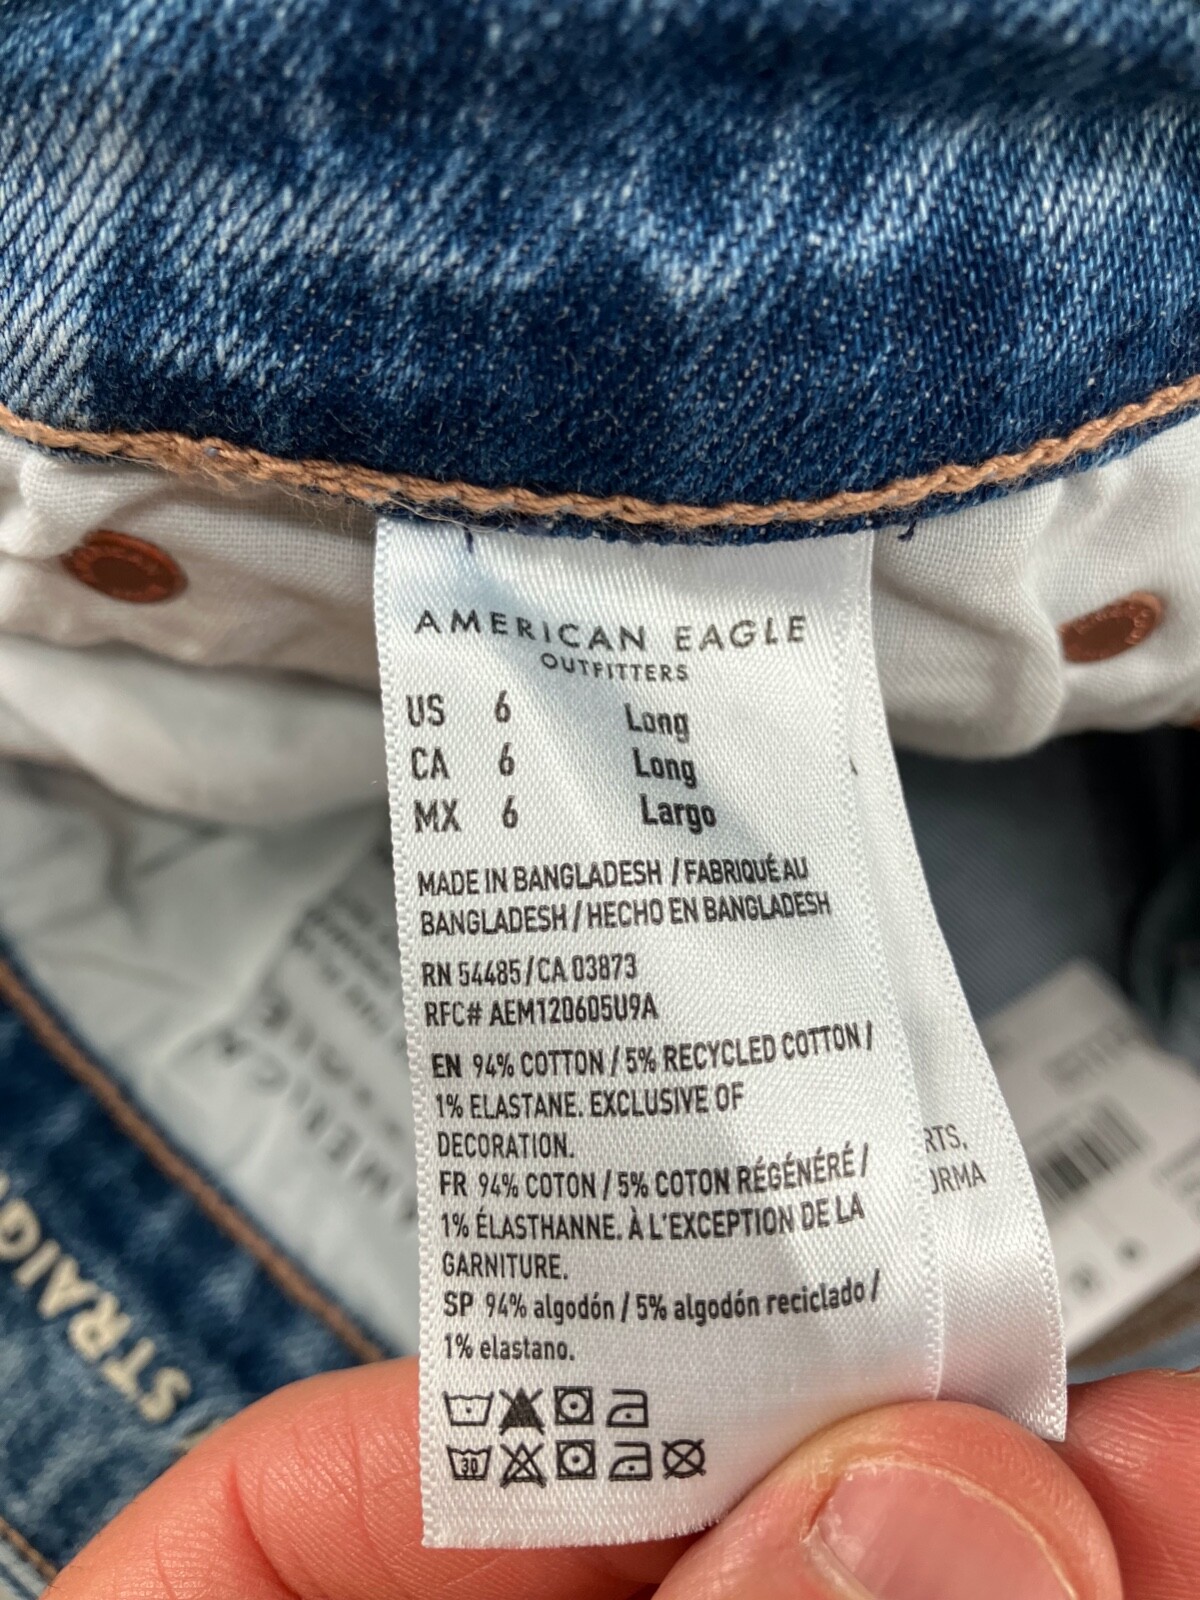 AMERICAN EAGLE
OUTFITTERS
US 6 Long
CA 6 Long
MX 6 Largo
MADE IN BANGLADESH / FABRIQUÉ AU
BANGLADESH / HECHO EN BANGLADESH
RN 54485 / CA 03873
RFC# AEM120605U9A
EN 94% COTTON / 5% RECYCLED COTTON /
1% ELASTANE. EXCLUSIVE OF
DECORATION.
FR 94% COTON / 5% COTON RÉGÉNÉRÉ /
1% ÉLASTHANNE. À L'EXCEPTION DE LA
GARNITURE.
SP 94% algodón / 5% algodón reciclado /
1% elastano.
30
RTS.
ORMA
STRAIG